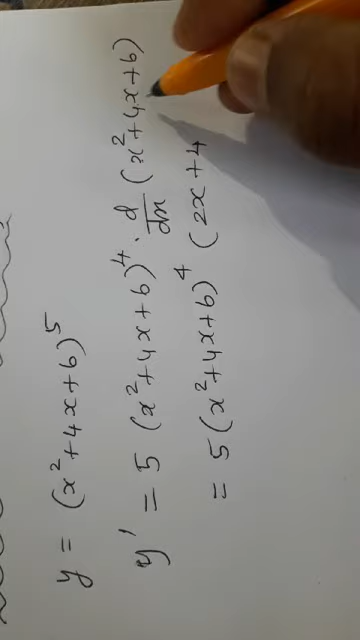 y = (x² + 4x + 6)⁵
y' = 5 (x² + 4x + 6)⁴ · d/dx (x² + 4x + 6)
= 5 (x² + 4x + 6)⁴ (2x + 4